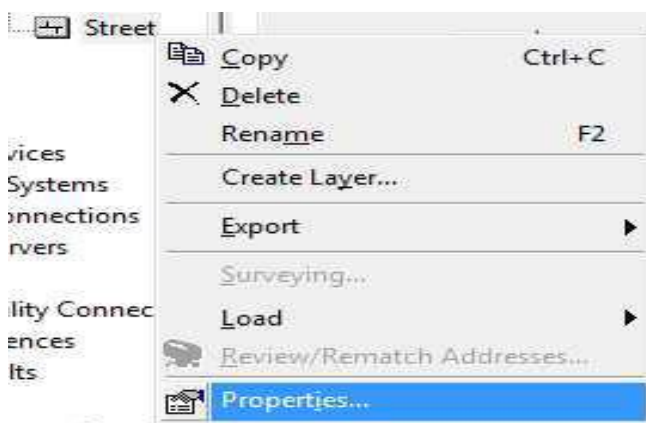 Street
Copy Ctrl+C
Delete
Rename F2
Create Layer...
Export
Surveying...
Load
Review/Rematch Addresses...
Properties...
vices
Systems
onnections
rvers
ility Connec
ences
lts